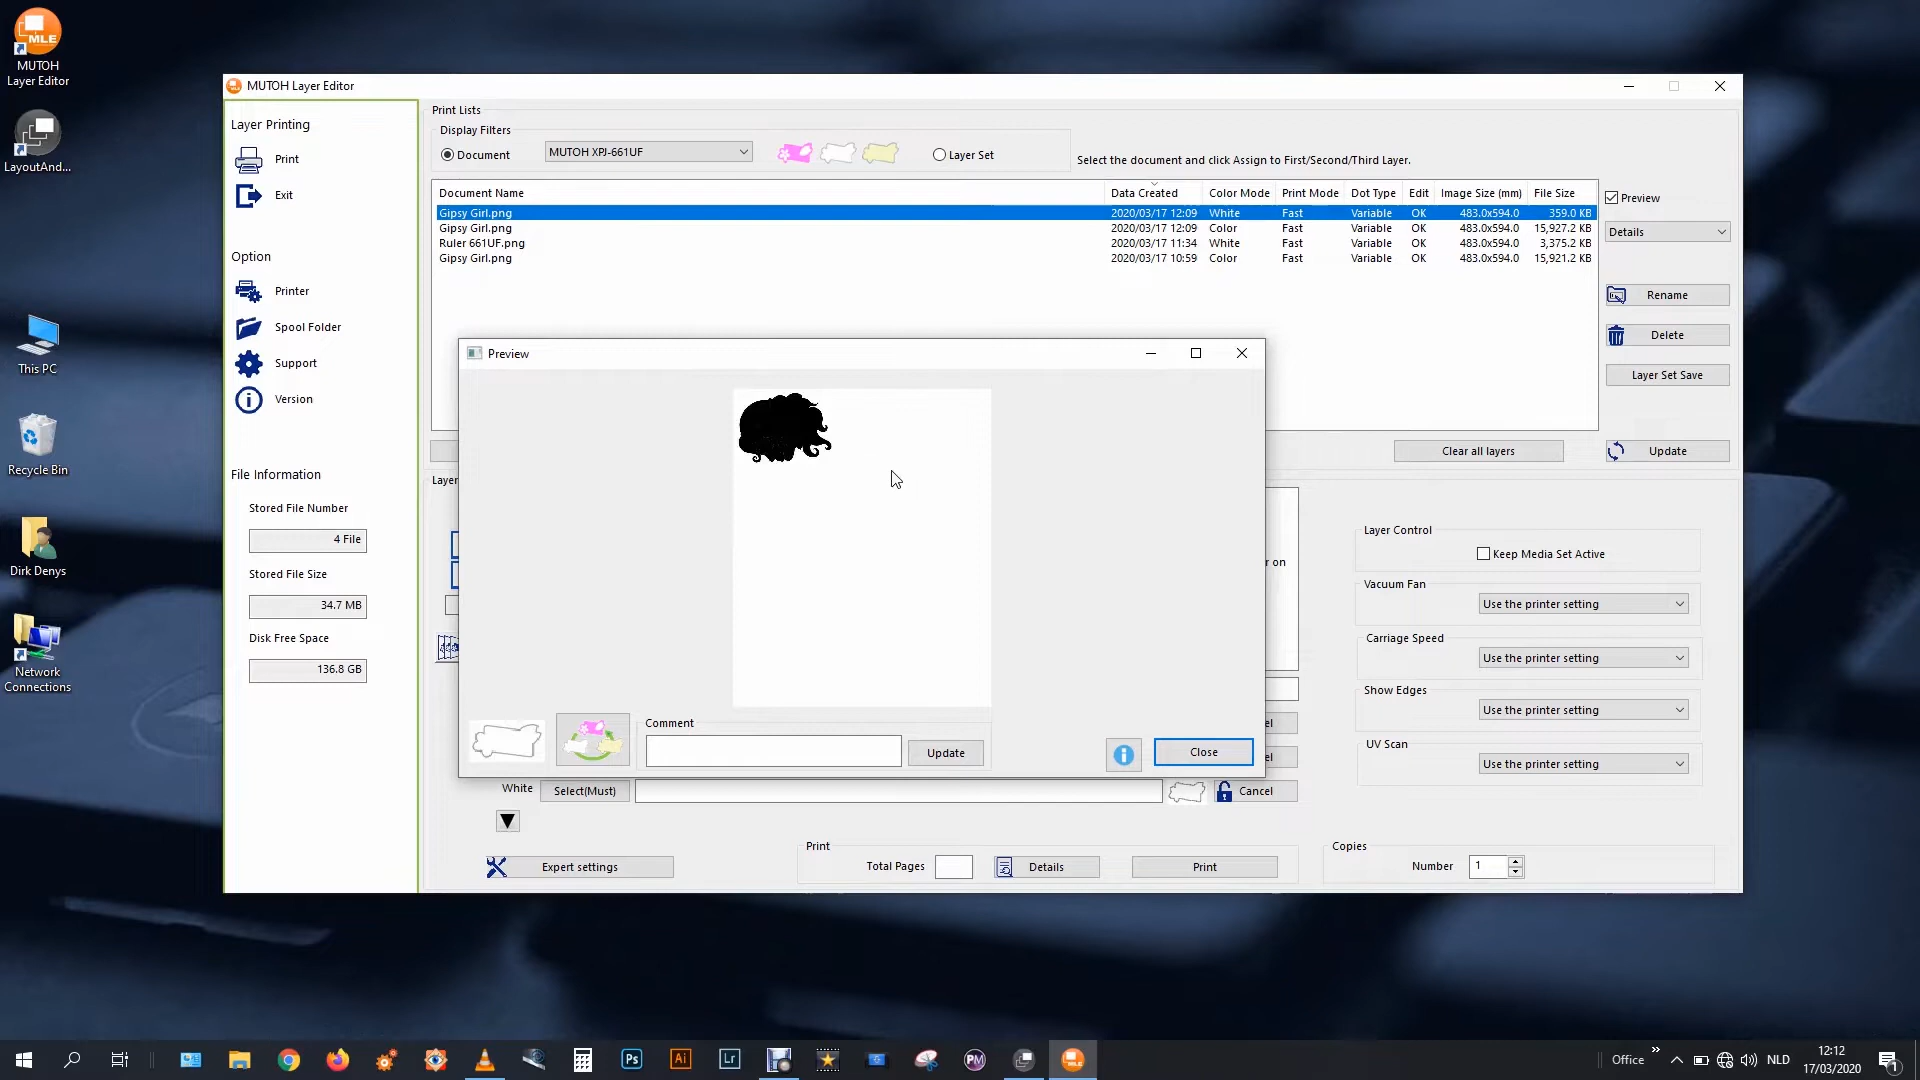 MLE
MUTOH
Layer Editor
LayoutAnd...
This PC
Recycle Bin
Dirk Denys
Network
Connections
MUTOH Layer Editor
Layer Printing
Print
Exit
Option
Printer
Spool Folder
Support
Version
File Information
Stored File Number
4 File
Stored File Size
34.7 MB
Disk Free Space
136.8 GB
Print Lists
Display Filters
Document
MUTOH XPJ-661UF
Layer Set
Select the document and click Assign to First/Second/Third Layer.
Document Name Data Created Color Mode Print Mode Dot Type Edit Image Size (mm) File Size
Gipsy Girl.png 2020/03/17 12:09 White Fast Variable OK 483.0x594.0 359.0 KB
Gipsy Girl.png 2020/03/17 12:09 Color Fast Variable OK 483.0x594.0 15,927.2 KB
Ruler 661UF.png 2020/03/17 11:34 White Fast Variable OK 483.0x594.0 3,375.2 KB
Gipsy Girl.png 2020/03/17 10:59 Color Fast Variable OK 483.0x594.0 15,921.2 KB
Preview
Details
Rename
Delete
Layer Set Save
Clear all layers
Update
Layer
Preview
Comment
Update
Close
r on
el
el
White
Select(Must)
Cancel
Expert settings
Print
Total Pages
Details
Print
Layer Control
Keep Media Set Active
Vacuum Fan
Use the printer setting
Carriage Speed
Use the printer setting
Show Edges
Use the printer setting
UV Scan
Use the printer setting
Copies
Number
1
Ps
Ai
Lr
PM
Office
NLD
12:12
17/03/2020
1